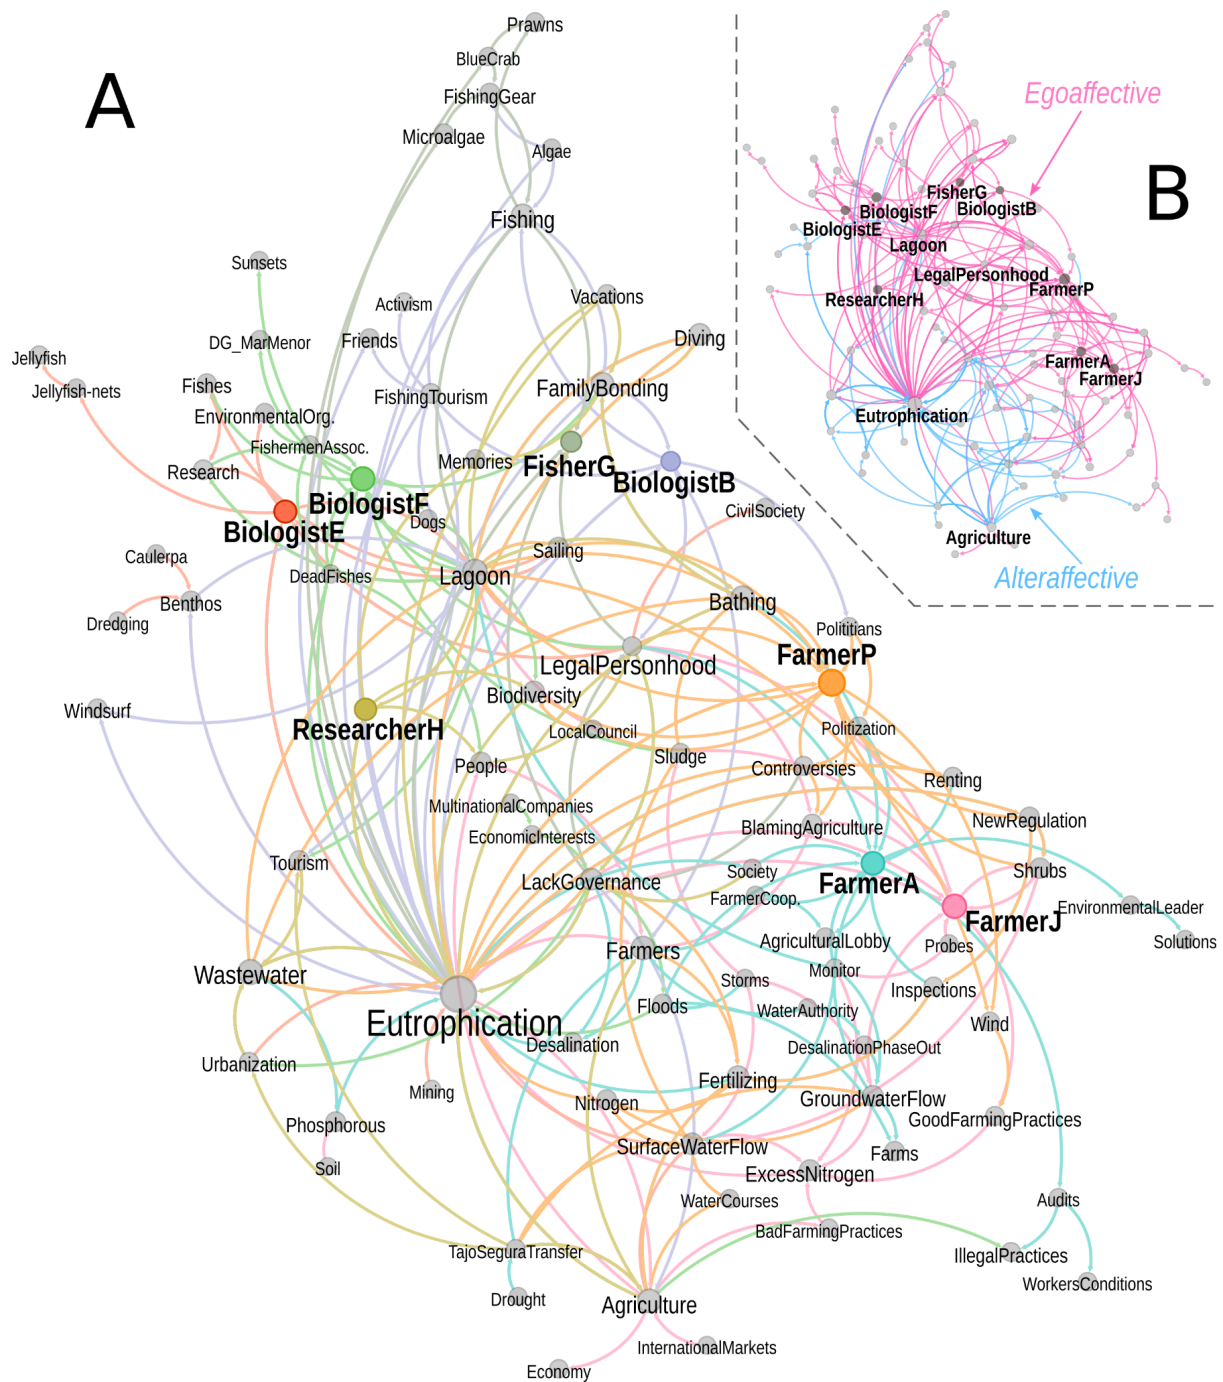 A
Prawns
BlueCrab
FishingGear
Microalgae
Algae
Fishing
Sunsets
Activism
Vacations
DG_MarMenor
Friends
Diving
Jellyfish
Jellyfish-nets
Fishes
FishingTourism
FamilyBonding
EnvironmentalOrg.
FishermenAssoc.
Memories
FisherG
BiologistB
Research
BiologistF
BiologistE
Dogs
CivilSociety
Caulerpa
DeadFishes
Lagoon
Sailing
Benthos
Bathing
Dredging
Polititians
FarmerP
LegalPersonhood
Biodiversity
Windsurf
ResearcherH
LocalCouncil
Politization
Sludge
People
Controversies
Renting
MultinationalCompanies
EconomicInterests
BlamingAgriculture
NewRegulation
Tourism
LackGovernance
Society
FarmerA
Shrubs
FarmerCoop.
EnvironmentalLeader
FarmerJ
Solutions
AgriculturalLobby
Probes
Farmers
Wastewater
Storms
Monitor
Inspections
Floods
WaterAuthority
Wind
Eutrophication
Desalination
DesalinationPhaseOut
Urbanization
Mining
Fertilizing
Nitrogen
GroundwaterFlow
GoodFarmingPractices
Phosphorous
SurfaceWaterFlow
Farms
Soil
ExcessNitrogen
WaterCourses
Audits
BadFarmingPractices
TajoSeguraTransfer
IllegalPractices
WorkersConditions
Drought
Agriculture
InternationalMarkets
Economy
B
Egoaffective
FisherG
BiologistB
BiologistF
BiologistE
Lagoon
LegalPersonhood
FarmerP
ResearcherH
FarmerA
FarmerJ
Eutrophication
Agriculture
Alteraffective